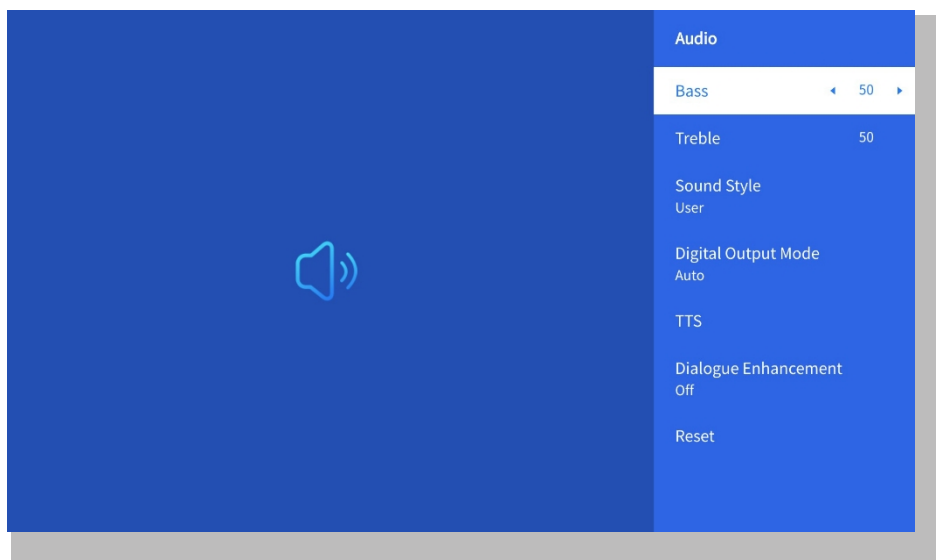 Audio
Bass 50
Treble 50
Sound Style
User
Digital Output Mode
Auto
TTS
Dialogue Enhancement
Off
Reset